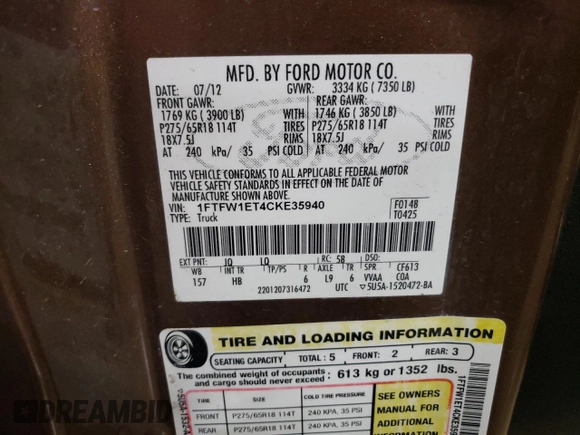 MFD. BY FORD MOTOR CO.
DATE: 07/12 GVWR: 3334 KG ( 7350 LB)
FRONT GAWR: REAR GAWR:
1769 KG ( 3900 LB) WITH 1746 KG ( 3850 LB) WITH
P275/65R18 114T TIRES P275/65R18 114T TIRES
18X7.5J RIMS 18X7.5J RIMS
AT 240 kPa/ 35 PSI COLD AT 240 kPa/ 35 PSI COLD
THIS VEHICLE CONFORMS TO ALL APPLICABLE FEDERAL MOTOR
VEHICLE SAFETY STANDARDS IN EFFECT ON THE DATE OF
MANUFACTURE SHOWN ABOVE.
VIN: 1FTFW1ET4CKE35940 F0148
TYPE: Truck T0425
EXT PNT: JQ LQ RC: 58 DSO:
WB INT TR TP/PS R AXLE TR SPR CF613
157 HB 6 L9 6 VVAA COA
2201207316472 UTC 5U5A-1520472-BA
TIRE AND LOADING INFORMATION
SEATING CAPACITY TOTAL : 5 FRONT: 2 REAR: 3
The combined weight of occupants
and cargo should never exceed: 613 kg or 1352 lbs.
TIRE SIZE COLD TIRE PRESSURE
FRONT P275/65R18 114T 240 KPA, 35 PSI
REAR P275/65R18 114T 240 KPA, 35 PSI
SEE OWNERS
MANUAL FOR
ADDITIONAL
INFORMATION
DREAMBID